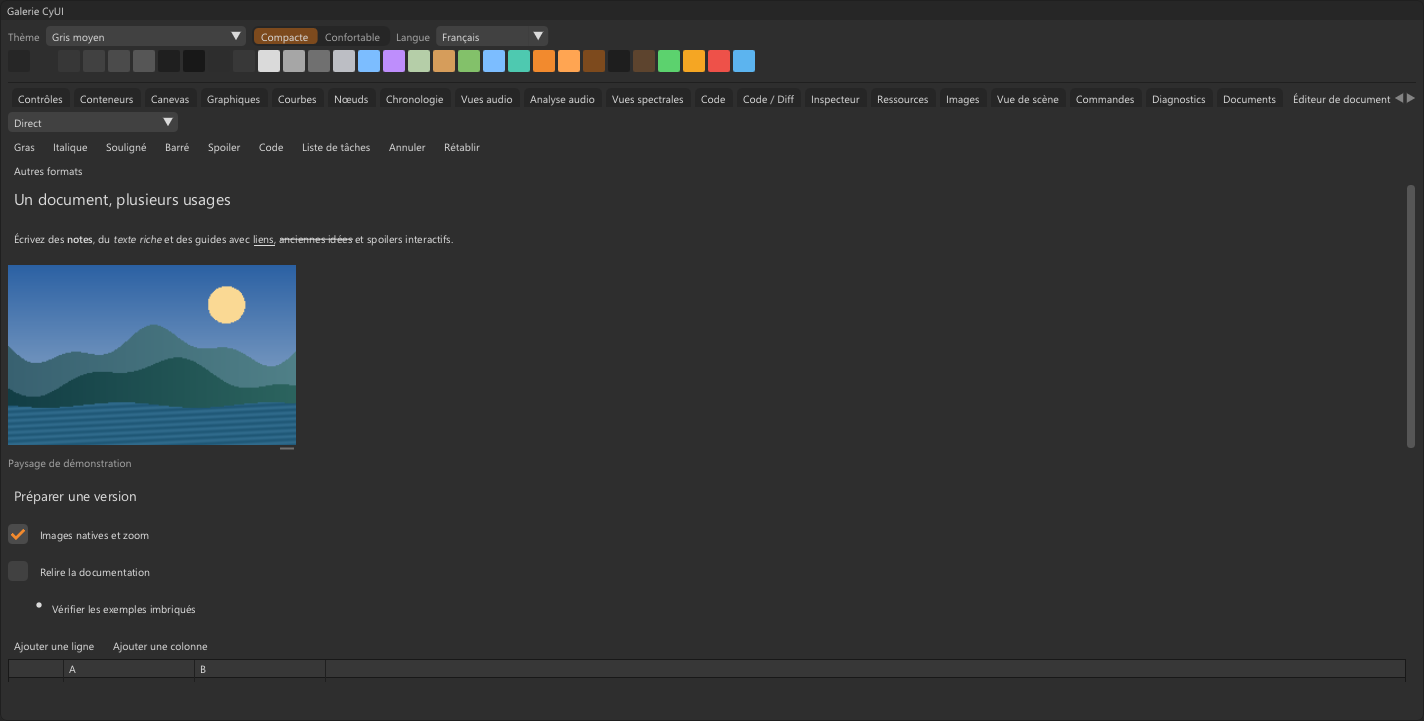 Galerie CyUI
Thème Gris moyen Compacte Confortable Langue Français
Contrôles Conteneurs Canevas Graphiques Courbes Nœuds Chronologie Vues audio Analyse audio Vues spectrales Code Code / Diff Inspecteur Ressources Images Vue de scène Commandes Diagnostics Documents Éditeur de document
Direct
Gras Italique Souligné Barré Spoiler Code Liste de tâches Annuler Rétablir
Autres formats
Un document, plusieurs usages
Écrivez des notes, du texte riche et des guides avec liens, anciennes idées et spoilers interactifs.
Paysage de démonstration
Préparer une version
Images natives et zoom
Relire la documentation
Vérifier les exemples imbriqués
Ajouter une ligne Ajouter une colonne
A B